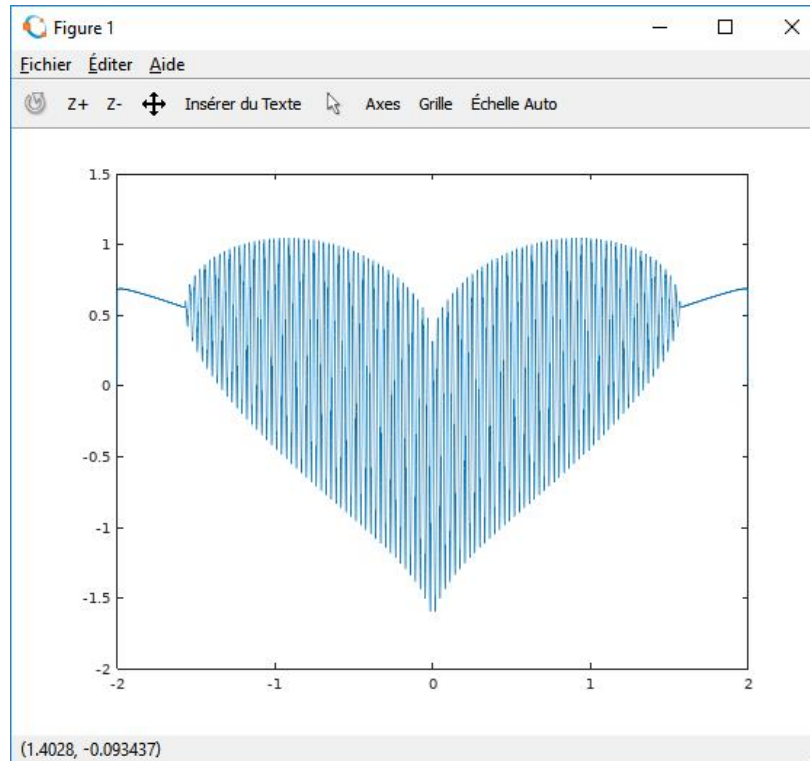 Figure 1
Fichier Éditer Aide
Z+ Z- Insérer du Texte Axes Grille Échelle Auto
1.5
1
0.5
0
-0.5
-1
-1.5
-2
-2 -1 0 1 2
(1.4028, -0.093437)